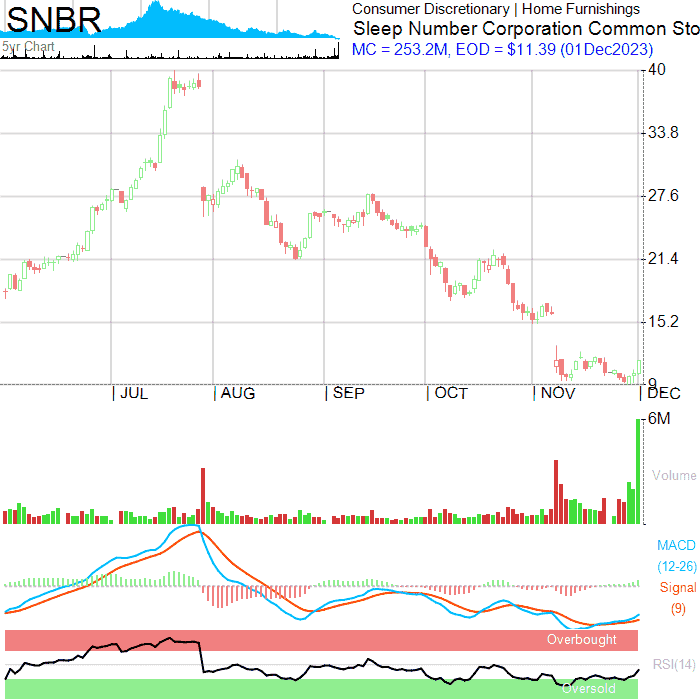 SNBR
Consumer Discretionary | Home Furnishings
Sleep Number Corporation Common Sto
MC = 253.2M, EOD = $11.39 (01Dec2023)
5yr Chart
40
33.8
27.6
21.4
15.2
9
| JUL | AUG | SEP | OCT | NOV | DEC
6M
Volume
MACD
(12-26)
Signal
(9)
Overbought
RSI(14)
Oversold